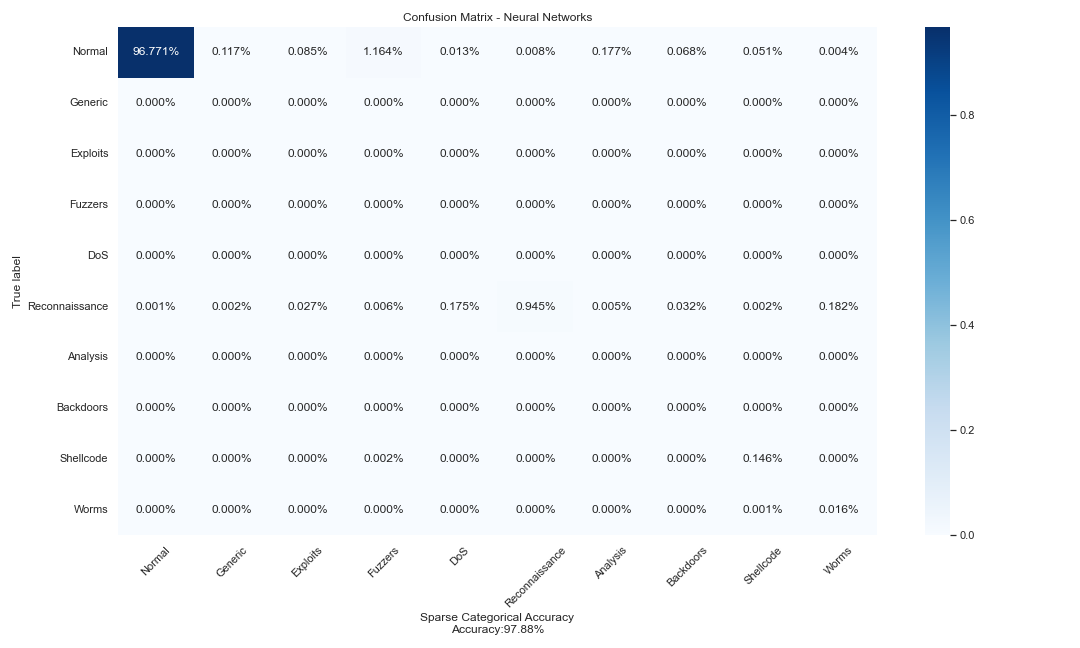 Confusion Matrix - Neural Networks
Normal 96.771% 0.117% 0.085% 1.164% 0.013% 0.008% 0.177% 0.068% 0.051% 0.004%
Generic 0.000% 0.000% 0.000% 0.000% 0.000% 0.000% 0.000% 0.000% 0.000% 0.000%
Exploits 0.000% 0.000% 0.000% 0.000% 0.000% 0.000% 0.000% 0.000% 0.000% 0.000%
Fuzzers 0.000% 0.000% 0.000% 0.000% 0.000% 0.000% 0.000% 0.000% 0.000% 0.000%
DoS 0.000% 0.000% 0.000% 0.000% 0.000% 0.000% 0.000% 0.000% 0.000% 0.000%
Reconnaissance 0.001% 0.002% 0.027% 0.006% 0.175% 0.945% 0.005% 0.032% 0.002% 0.182%
Analysis 0.000% 0.000% 0.000% 0.000% 0.000% 0.000% 0.000% 0.000% 0.000% 0.000%
Backdoors 0.000% 0.000% 0.000% 0.000% 0.000% 0.000% 0.000% 0.000% 0.000% 0.000%
Shellcode 0.000% 0.000% 0.000% 0.002% 0.000% 0.000% 0.000% 0.000% 0.146% 0.000%
Worms 0.000% 0.000% 0.000% 0.000% 0.000% 0.000% 0.000% 0.000% 0.001% 0.016%
True label
Normal Generic Exploits Fuzzers DoS Reconnaissance Analysis Backdoors Shellcode Worms
Sparse Categorical Accuracy
Accuracy:97.88%
0.8
0.6
0.4
0.2
0.0